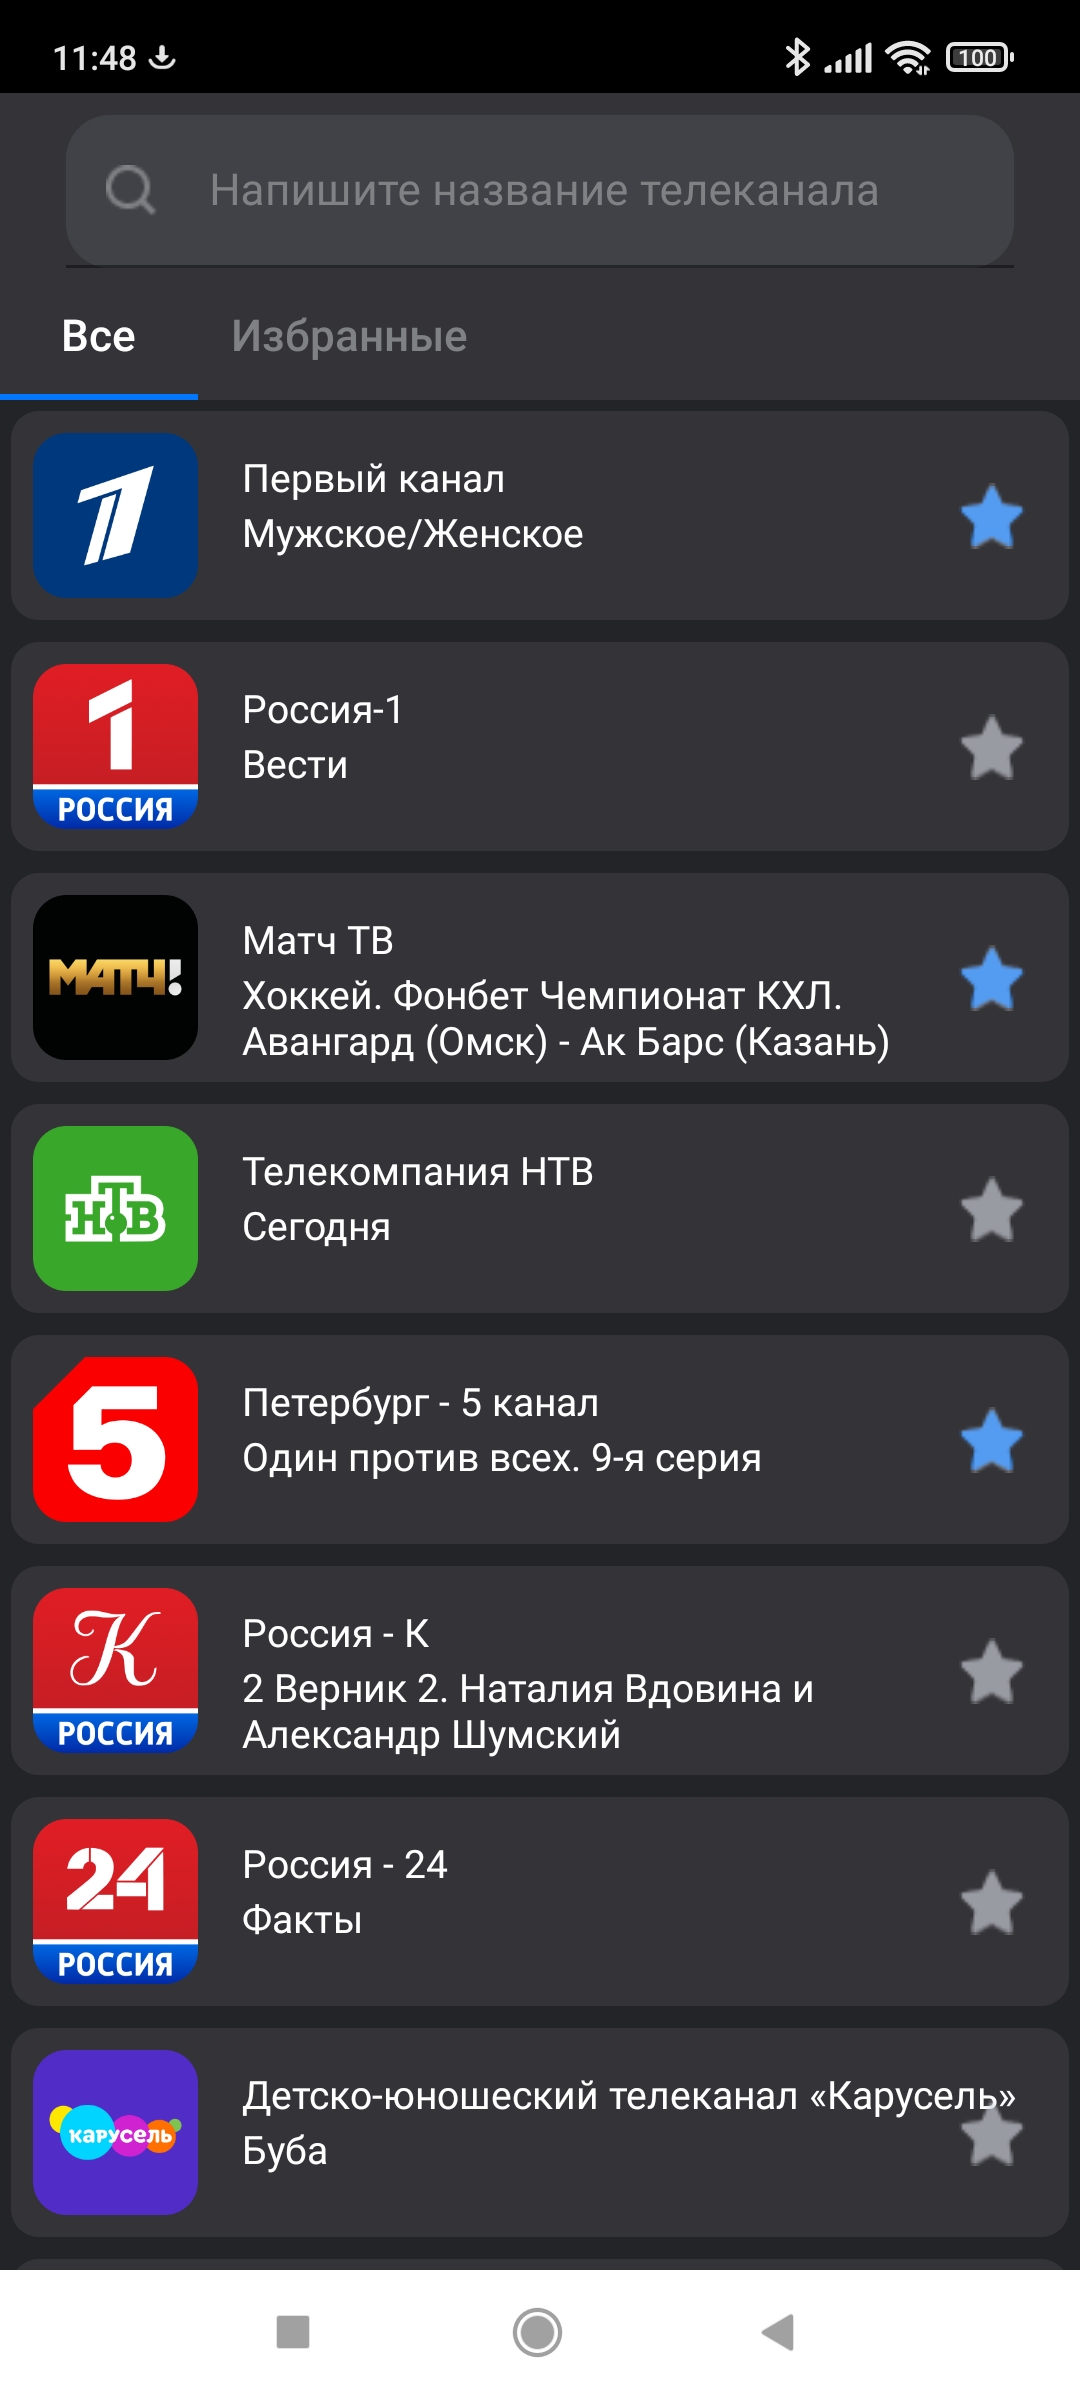 11:48
100
Напишите название телеканала
Все
Избранные
Первый канал
Мужское/Женское
1
РОССИЯ
Россия-1
Вести
МАТЧ!
Матч ТВ
Хоккей. Фонбет Чемпионат КХЛ.
Авангард (Омск) - Ак Барс (Казань)
НТВ
Телекомпания НТВ
Сегодня
5
Петербург - 5 канал
Один против всех. 9-я серия
К
РОССИЯ
Россия - К
2 Верник 2. Наталия Вдовина и
Александр Шумский
24
РОССИЯ
Россия - 24
Факты
карусель
Детско-юношеский телеканал «Карусель»
Буба